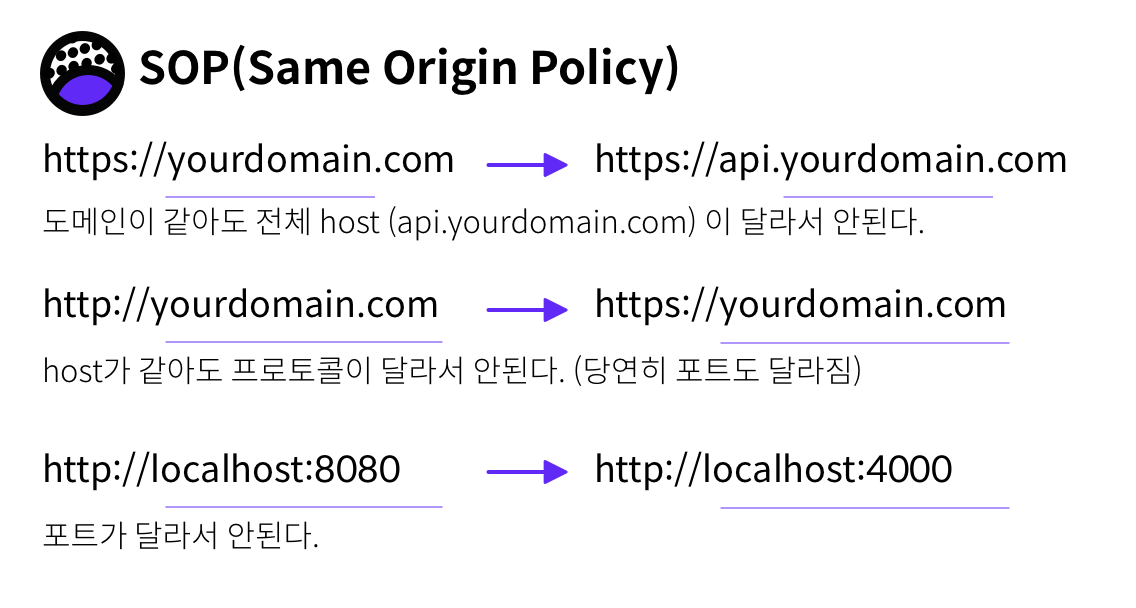 SOP(Same Origin Policy)
https://yourdomain.com https://api.yourdomain.com
도메인이 같아도 전체 host (api.yourdomain.com) 이 달라서 안된다.
http://yourdomain.com https://yourdomain.com
host가 같아도 프로토콜이 달라서 안된다. (당연히 포트도 달라짐)
http://localhost:8080 http://localhost:4000
포트가 달라서 안된다.